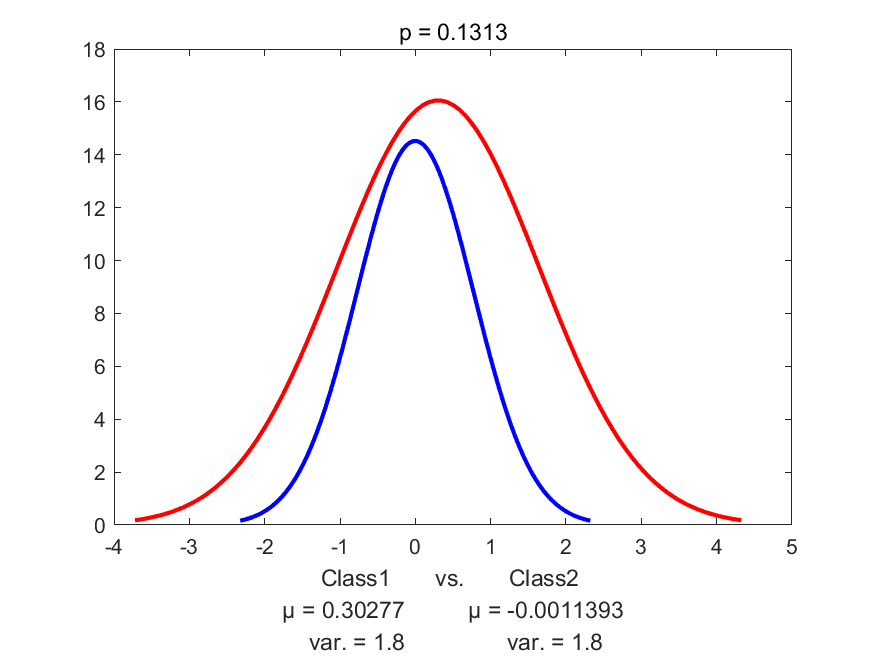 p = 0.1313
18
16
14
12
10
8
6
4
2
0
-4 -3 -2 -1 0 1 2 3 4 5
Class1 vs. Class2
μ = 0.30277 μ = -0.0011393
var. = 1.8 var. = 1.8